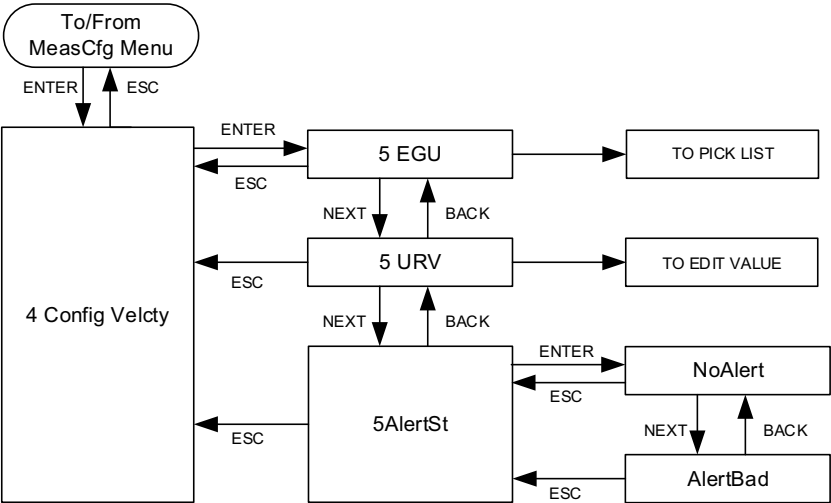 To/From
MeasCfg Menu
ENTER
ESC
ENTER
5 EGU
TO PICK LIST
ESC
NEXT
BACK
5 URV
TO EDIT VALUE
ESC
4 Config Velcty
NEXT
BACK
ENTER
NoAlert
ESC
5AlertSt
ESC
NEXT
BACK
AlertBad
ESC